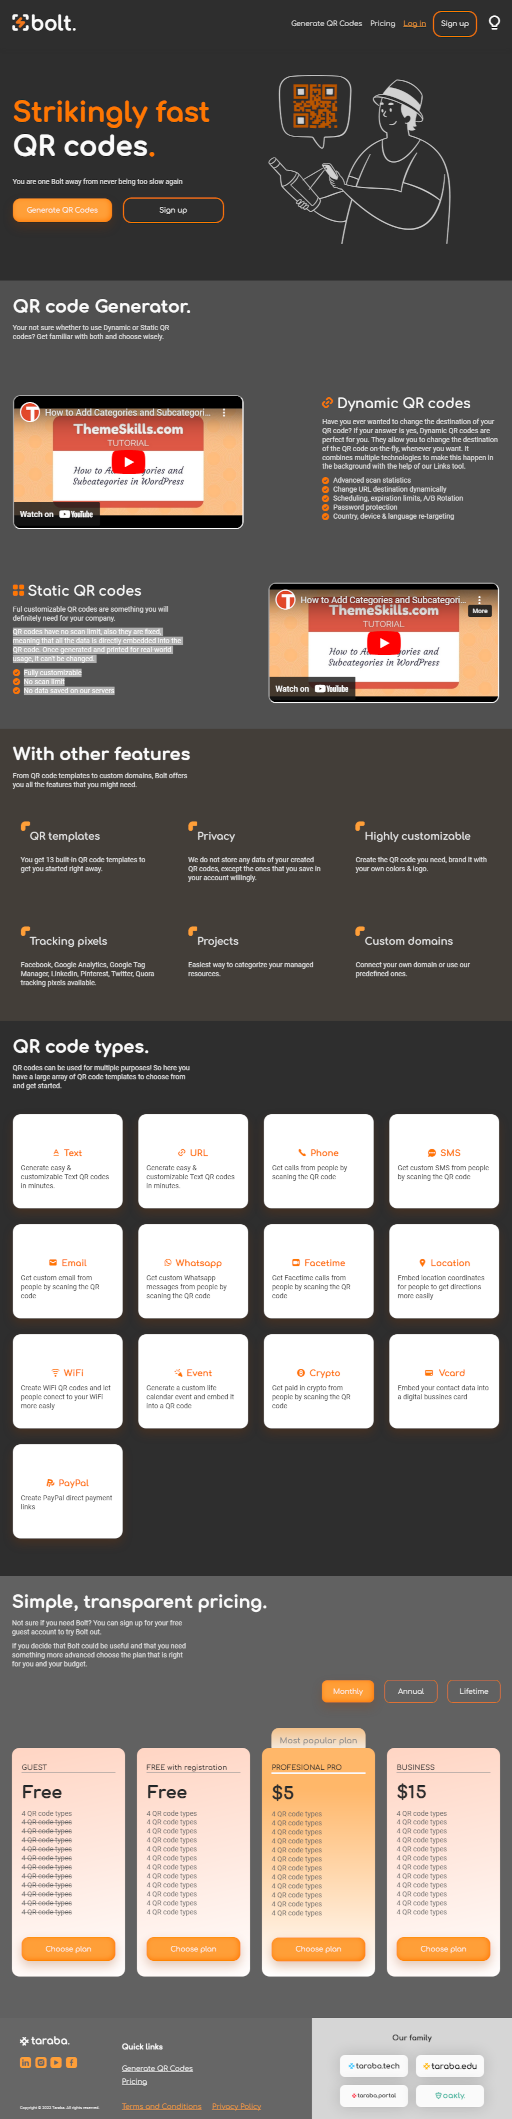 bolt.
Generate QR Codes Pricing Log in Sign up
Strikingly fast
QR codes.
You are one Bolt away from never being too slow again
Generate QR Codes Sign up
QR code Generator.
Your not sure whether to use Dynamic or Static QR
codes? Get familiar with both and choose wisely.
How to Add Categories and Subcategori...
ThemeSkills.com
TUTORIAL
How to Add Categories and
Subcategories in WordPress
Watch on YouTube
Dynamic QR codes
Have you ever wanted to change the destination of your
QR code? If your answer is yes, Dynamic QR codes are
perfect for you. They allow you to change the destination
of the QR code on-the-fly, whenever you want. It
combines multiple technologies to make this happen in
the background with the help of our Links tool.
Advanced scan statistics
Change URL destination dynamically
Scheduling, expiration limits, A/B Rotation
Password protection
Country, device & language re-targeting
Static QR codes
Ful customizable QR codes are something you will
definitely need for your company.
QR codes have no scan limit, also they are fixed,
meaning that all the data is directly embedded into the
QR code. Once generated and printed for real-world
usage, it can't be changed.
Fully customizable
No scan limit
No data saved on our servers
How to Add Categories and Subcategori...
More
ThemeSkills.com
TUTORIAL
How to Add Categories and
Subcategories in WordPress
Watch on YouTube
With other features
From QR code templates to custom domains, Bolt offers
you all the features that you might need.
QR templates
You get 13 built-in QR code templates to
get you started right away.
Privacy
We do not store any data of your created
QR codes, except the ones that you save in
your account willingly.
Highly customizable
Create the QR code you need, brand it with
your own colors & logo.
Tracking pixels
Facebook, Google Analytics, Google Tag
Manager, LinkedIn, Pinterest, Twitter, Quora
tracking pixels available.
Projects
Easiest way to categorize your managed
resources.
Custom domains
Connect your own domain or use our
predefined ones.
QR code types.
QR codes can be used for multiple purposes! So here you
have a large array of QR code templates to choose from
and get started.
Text
Generate easy &
customizable Text QR codes
in minutes.
URL
Generate easy &
customizable Text QR codes
in minutes.
Phone
Get calls from people by
scaning the QR code
SMS
Get custom SMS from people
by scaning the QR code
Email
Get custom email from
people by scaning the QR
code
Whatsapp
Get custom Whatsapp
messages from people by
scaning the QR code
Facetime
Get Facetime calls from
people by scaning the QR
code
Location
Embed location coordinates
for people to get directions
more easily
WiFi
Create WiFi QR codes and let
people conect to your WiFi
more easly
Event
Generate a custom life
calendar event and embed it
into a QR code
Crypto
Get paid in crypto from
people by scaning the QR
code
Vcard
Embed your contact data into
a digital bussines card
PayPal
Create PayPal direct payment
links
Simple, transparent pricing.
Not sure if you need Bolt? You can sign up for your free
guest account to try Bolt out.
If you decide that Bolt could be useful and that you need
something more advanced choose the plan that is right
for you and your budget.
Monthly Annual Lifetime
Most popular plan
GUEST
Free
4 QR code types
4 QR code types
4 QR code types
4 QR code types
4 QR code types
4 QR code types
4 QR code types
4 QR code types
4 QR code types
4 QR code types
4 QR code types
4 QR code types
Choose plan
FREE with registration
Free
4 QR code types
4 QR code types
4 QR code types
4 QR code types
4 QR code types
4 QR code types
4 QR code types
4 QR code types
4 QR code types
4 QR code types
4 QR code types
4 QR code types
Choose plan
PROFESIONAL PRO
$5
4 QR code types
4 QR code types
4 QR code types
4 QR code types
4 QR code types
4 QR code types
4 QR code types
4 QR code types
4 QR code types
4 QR code types
4 QR code types
4 QR code types
Choose plan
BUSINESS
$15
4 QR code types
4 QR code types
4 QR code types
4 QR code types
4 QR code types
4 QR code types
4 QR code types
4 QR code types
4 QR code types
4 QR code types
4 QR code types
4 QR code types
Choose plan
taraba.
Quick links
Generate QR Codes
Pricing
Copyright © 2022 Taraba. All rights reserved.
Terms and Conditions Privacy Policy
Our family
taraba.tech taraba.edu
taraba.portal oakly.